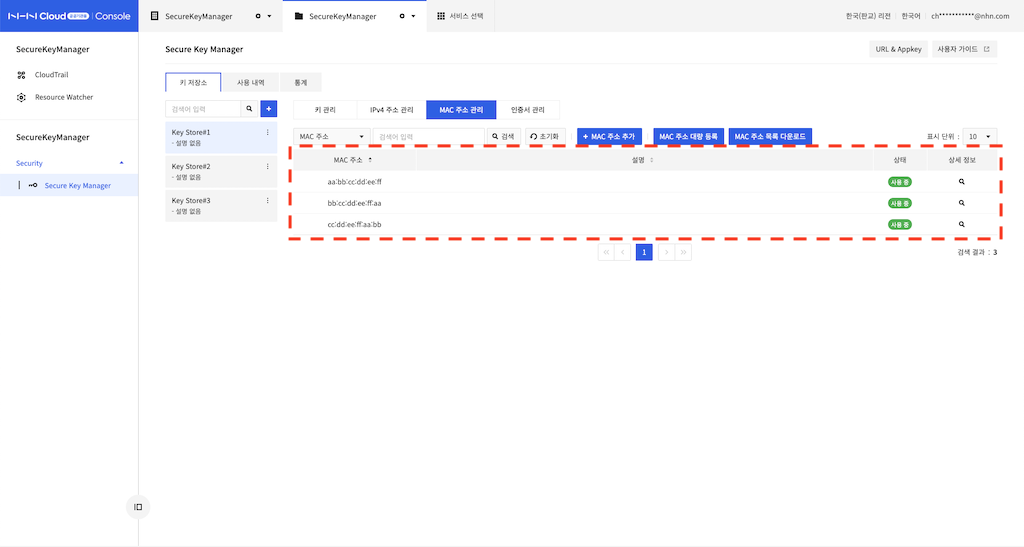 NHN Cloud 공공기관용 Console
SecureKeyManager
SecureKeyManager
서비스 선택
한국(판교) 리전
한국어
ch***********@nhn.com
SecureKeyManager
CloudTrail
Resource Watcher
SecureKeyManager
Security
Secure Key Manager
Secure Key Manager
URL & Appkey
사용자 가이드
키 저장소
사용 내역
통계
검색어 입력
+
Key Store#1
- 설명 없음
Key Store#2
- 설명 없음
Key Store#3
- 설명 없음
키 관리
IPv4 주소 관리
MAC 주소 관리
인증서 관리
MAC 주소
검색어 입력
검색
초기화
+ MAC 주소 추가
MAC 주소 대량 등록
MAC 주소 목록 다운로드
표시 단위 : 10
MAC 주소 설명 상태 상세 정보
aa:bb:cc:dd:ee:ff 사용 중
bb:cc:dd:ee:ff:aa 사용 중
cc:dd:ee:ff:aa:bb 사용 중
1
검색 결과 : 3